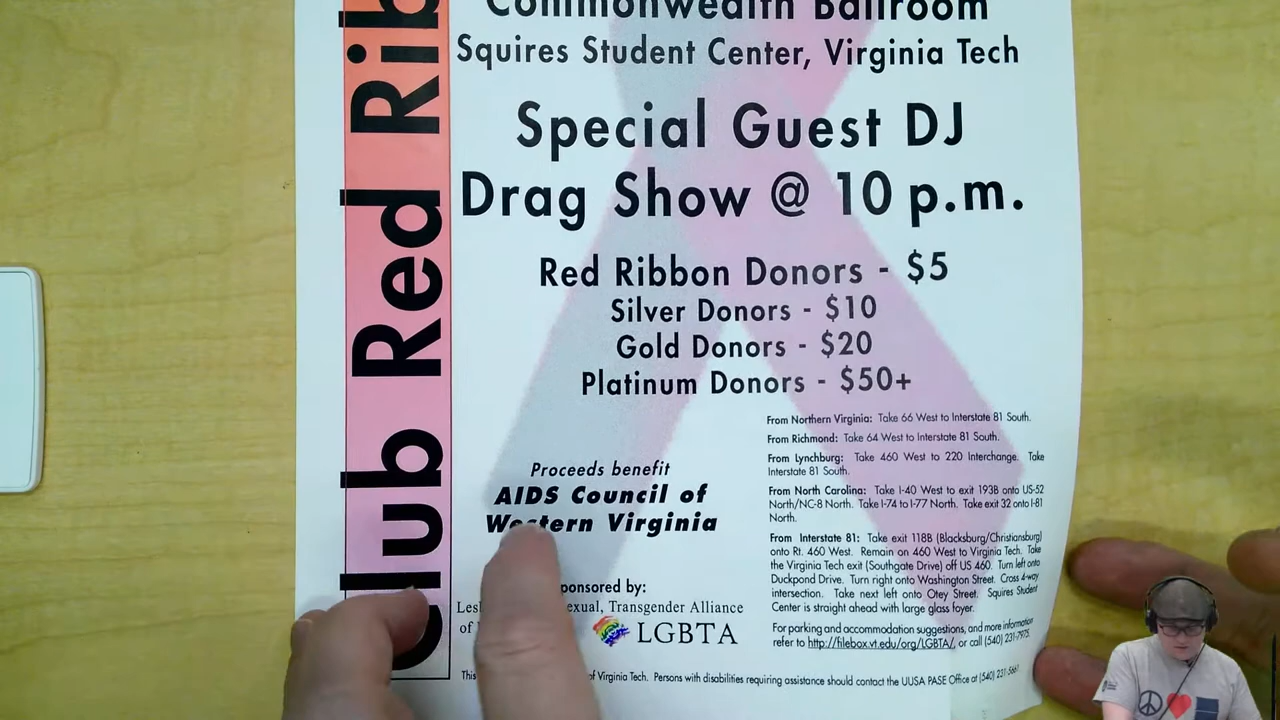 Club Red Rib
Commonwealth Ballroom
Squires Student Center, Virginia Tech
Special Guest DJ
Drag Show @ 10 p.m.
Red Ribbon Donors - $5
Silver Donors - $10
Gold Donors - $20
Platinum Donors - $50+
Proceeds benefit
AIDS Council of
Western Virginia
ponsored by:
Lesb exual, Transgender Alliance
of
LGBTA
From Northern Virginia: Take 66 West to Interstate 81 South.
From Richmond: Take 64 West to Interstate 81 South.
From Lynchburg: Take 460 West to 220 Interchange. Take
Interstate 81 South.
From North Carolina: Take I-40 West to exit 193B onto US-52
North/NC-8 North. Take I-74 to I-77 North. Take exit 32 onto I-81
North.
From Interstate 81: Take exit 118B (Blacksburg/Christiansburg)
onto Rt. 460 West. Remain on 460 West to Virginia Tech. Take
the Virginia Tech exit (Southgate Drive) off US 460. Turn left onto
Duckpond Drive. Turn right onto Washington Street. Cross 4-way
intersection. Take next left onto Otey Street. Squires Student
Center is straight ahead with large glass foyer.
For parking and accommodation suggestions, and more information
refer to http://filebox.vt.edu/org/LGBTA/, or call (540) 231-7975.
This of Virginia Tech. Persons with disabilities requiring assistance should contact the UUSA PASE Office at (540) 231-5661